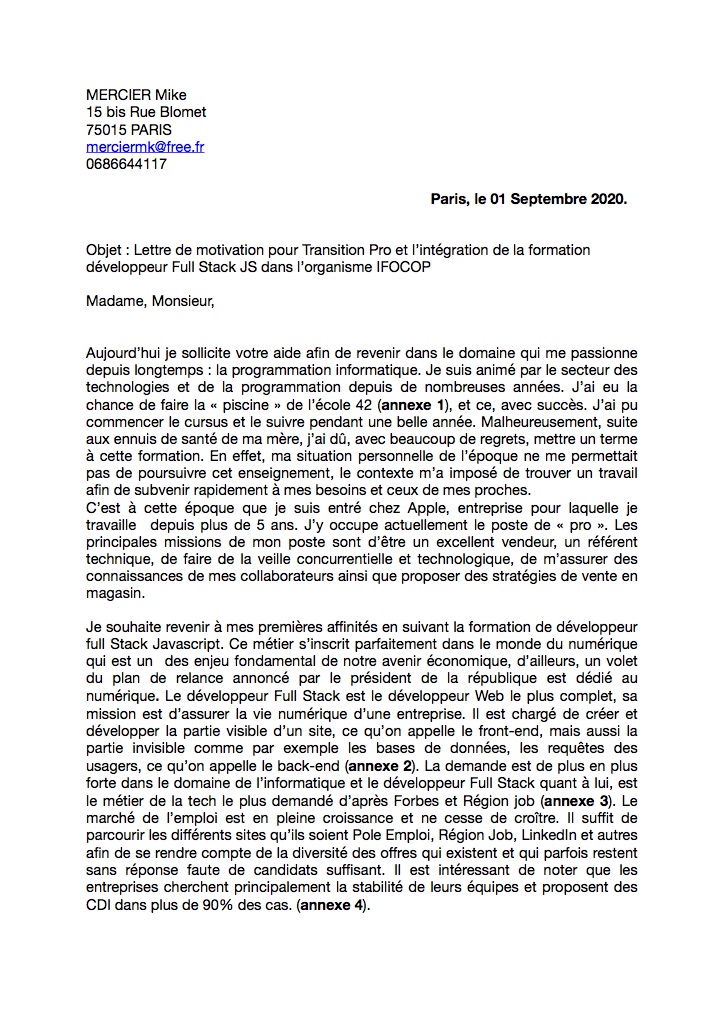 MERCIER Mike
15 bis Rue Blomet
75015 PARIS
merciermk@free.fr
0686644117
Paris, le 01 Septembre 2020.
Objet : Lettre de motivation pour Transition Pro et l’intégration de la formation
développeur Full Stack JS dans l’organisme IFOCOP
Madame, Monsieur,
Aujourd’hui je sollicite votre aide afin de revenir dans le domaine qui me passionne
depuis longtemps : la programmation informatique. Je suis animé par le secteur des
technologies et de la programmation depuis de nombreuses années. J’ai eu la
chance de faire la « piscine » de l’école 42 (annexe 1), et ce, avec succès. J’ai pu
commencer le cursus et le suivre pendant une belle année. Malheureusement, suite
aux ennuis de santé de ma mère, j’ai dû, avec beaucoup de regrets, mettre un terme
à cette formation. En effet, ma situation personnelle de l’époque ne me permettait
pas de poursuivre cet enseignement, le contexte m’a imposé de trouver un travail
afin de subvenir rapidement à mes besoins et ceux de mes proches.
C’est à cette époque que je suis entré chez Apple, entreprise pour laquelle je
travaille  depuis plus de 5 ans. J’y occupe actuellement le poste de « pro ». Les
principales missions de mon poste sont d’être un excellent vendeur, un référent
technique, de faire de la veille concurrentielle et technologique, de m’assurer des
connaissances de mes collaborateurs ainsi que proposer des stratégies de vente en
magasin.
Je souhaite revenir à mes premières affinités en suivant la formation de développeur
full Stack Javascript. Ce métier s’inscrit parfaitement dans le monde du numérique
qui est un  des enjeu fondamental de notre avenir économique, d’ailleurs, un volet
du plan de relance annoncé par le président de la république est dédié au
numérique. Le développeur Full Stack est le développeur Web le plus complet, sa
mission est d’assurer la vie numérique d’une entreprise. Il est chargé de créer et
développer la partie visible d’un site, ce qu’on appelle le front-end, mais aussi la
partie invisible comme par exemple les bases de données, les requêtes des
usagers, ce qu’on appelle le back-end (annexe 2). La demande est de plus en plus
forte dans le domaine de l’informatique et le développeur Full Stack quant à lui, est
le métier de la tech le plus demandé d’après Forbes et Région job (annexe 3). Le
marché de l’emploi est en pleine croissance et ne cesse de croître. Il suffit de
parcourir les différents sites qu’ils soient Pole Emploi, Région Job, LinkedIn et autres
afin de se rendre compte de la diversité des offres qui existent et qui parfois restent
sans réponse faute de candidats suffisant. Il est intéressant de noter que les
entreprises cherchent principalement la stabilité de leurs équipes et proposent des
CDI dans plus de 90% des cas. (annexe 4).